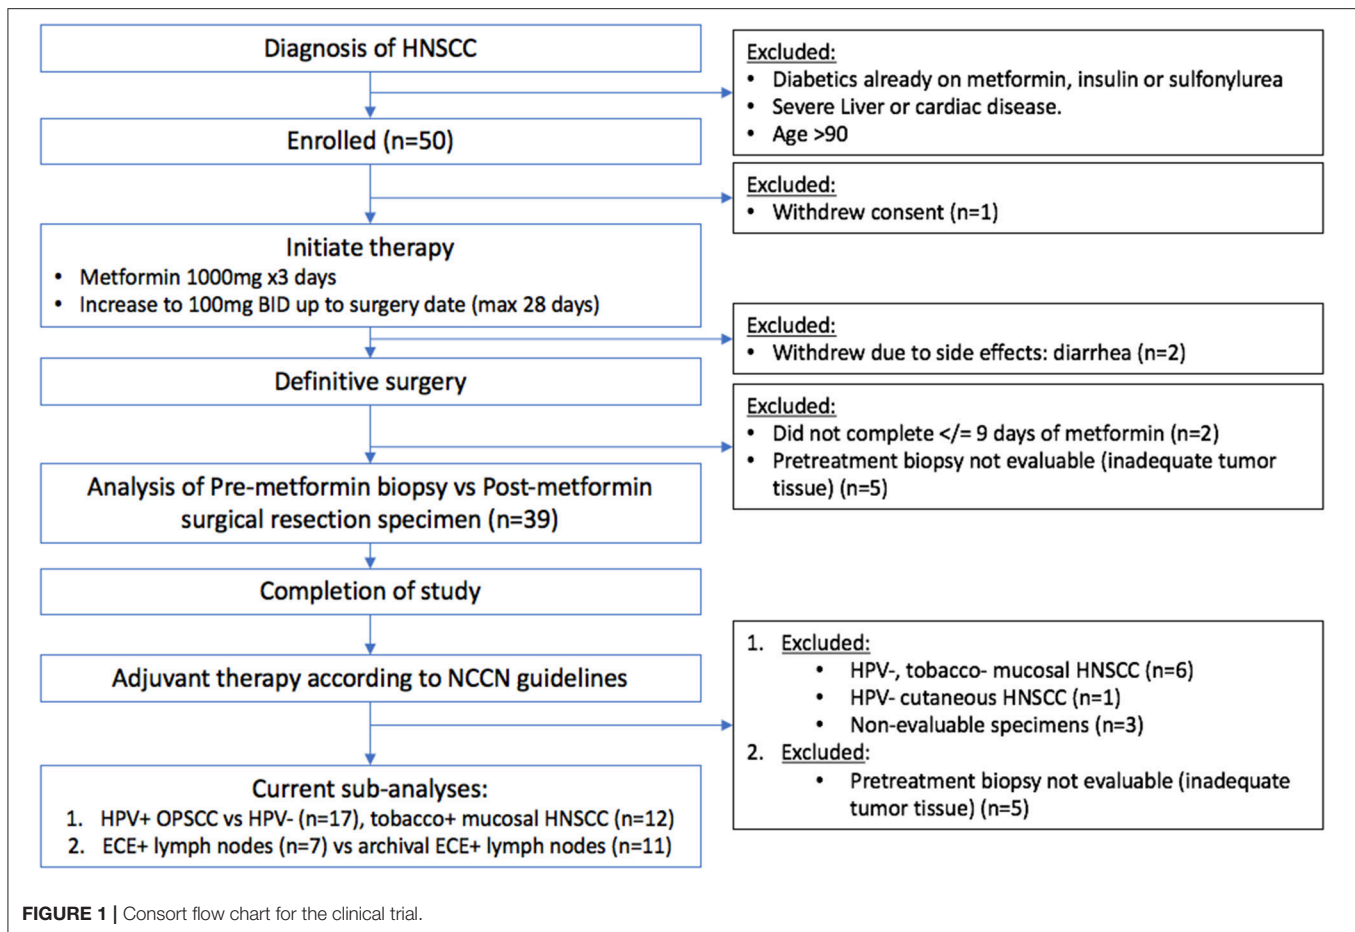 Diagnosis of HNSCC
Excluded:
• Diabetics already on metformin, insulin or sulfonylurea
• Severe Liver or cardiac disease.
• Age >90
Enrolled (n=50)
Excluded:
• Withdrew consent (n=1)
Initiate therapy
• Metformin 1000mg x3 days
• Increase to 100mg BID up to surgery date (max 28 days)
Excluded:
• Withdrew due to side effects: diarrhea (n=2)
Definitive surgery
Excluded:
• Did not complete </= 9 days of metformin (n=2)
• Pretreatment biopsy not evaluable (inadequate tumor
tissue) (n=5)
Analysis of Pre-metformin biopsy vs Post-metformin
surgical resection specimen (n=39)
Completion of study
Adjuvant therapy according to NCCN guidelines
1. Excluded:
• HPV-, tobacco- mucosal HNSCC (n=6)
• HPV- cutaneous HNSCC (n=1)
• Non-evaluable specimens (n=3)
2. Excluded:
• Pretreatment biopsy not evaluable (inadequate
tumor tissue) (n=5)
Current sub-analyses:
1. HPV+ OPSCC vs HPV- (n=17), tobacco+ mucosal HNSCC (n=12)
2. ECE+ lymph nodes (n=7) vs archival ECE+ lymph nodes (n=11)
FIGURE 1 | Consort flow chart for the clinical trial.